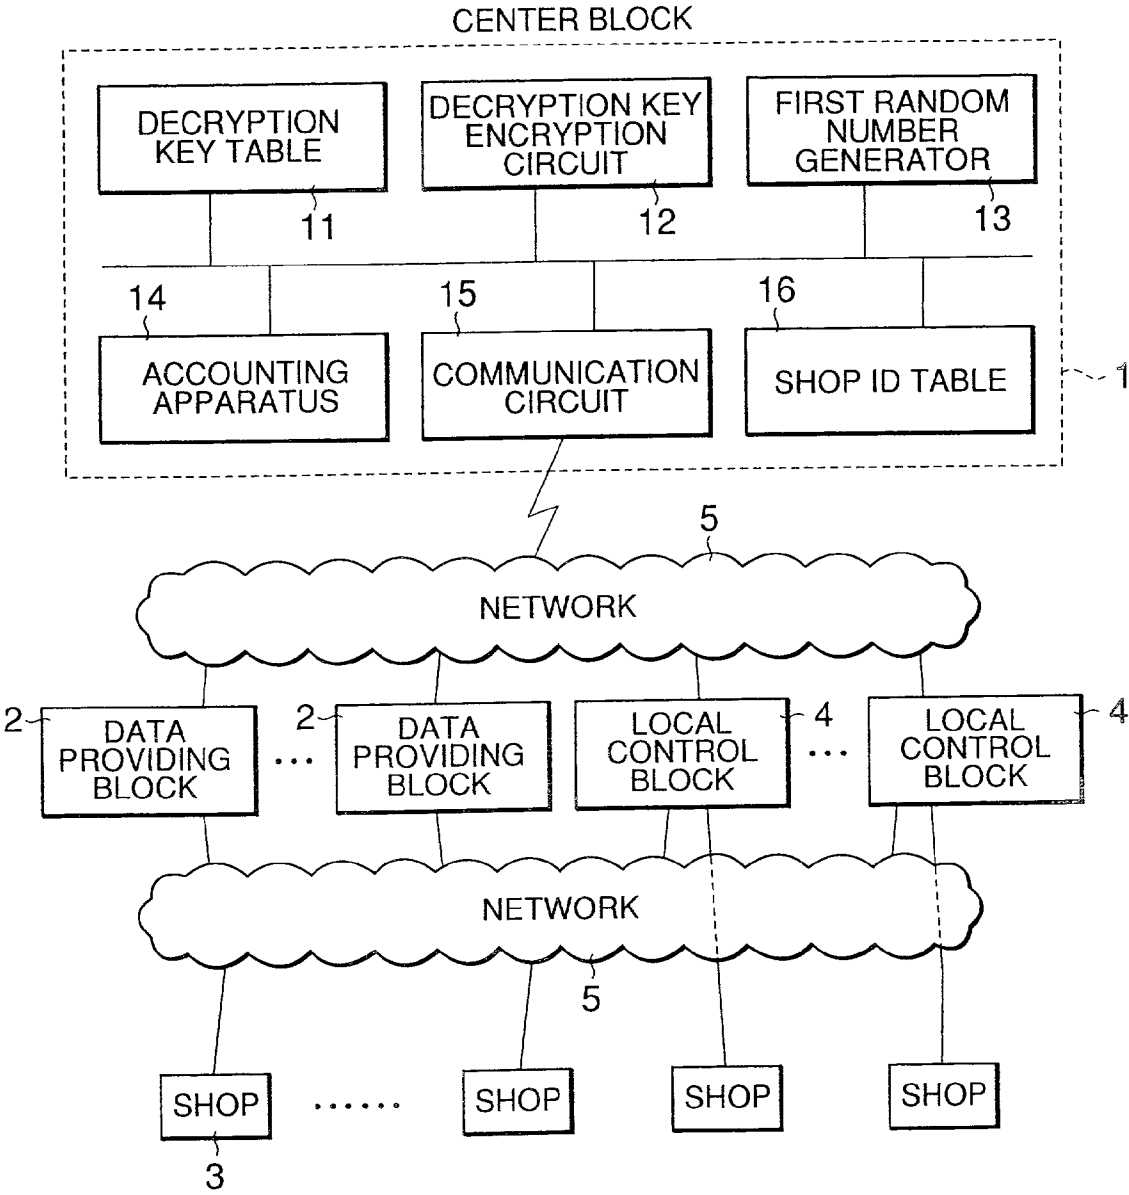 CENTER BLOCK
DECRYPTION
KEY TABLE
11
DECRYPTION KEY
ENCRYPTION
CIRCUIT
12
FIRST RANDOM
NUMBER
GENERATOR
13
14
ACCOUNTING
APPARATUS
15
COMMUNICATION
CIRCUIT
16
SHOP ID TABLE
1
5
NETWORK
2
DATA
PROVIDING
BLOCK
...
2
DATA
PROVIDING
BLOCK
LOCAL
CONTROL
BLOCK
4
...
LOCAL
CONTROL
BLOCK
4
NETWORK
5
SHOP
3
......
SHOP
SHOP
SHOP